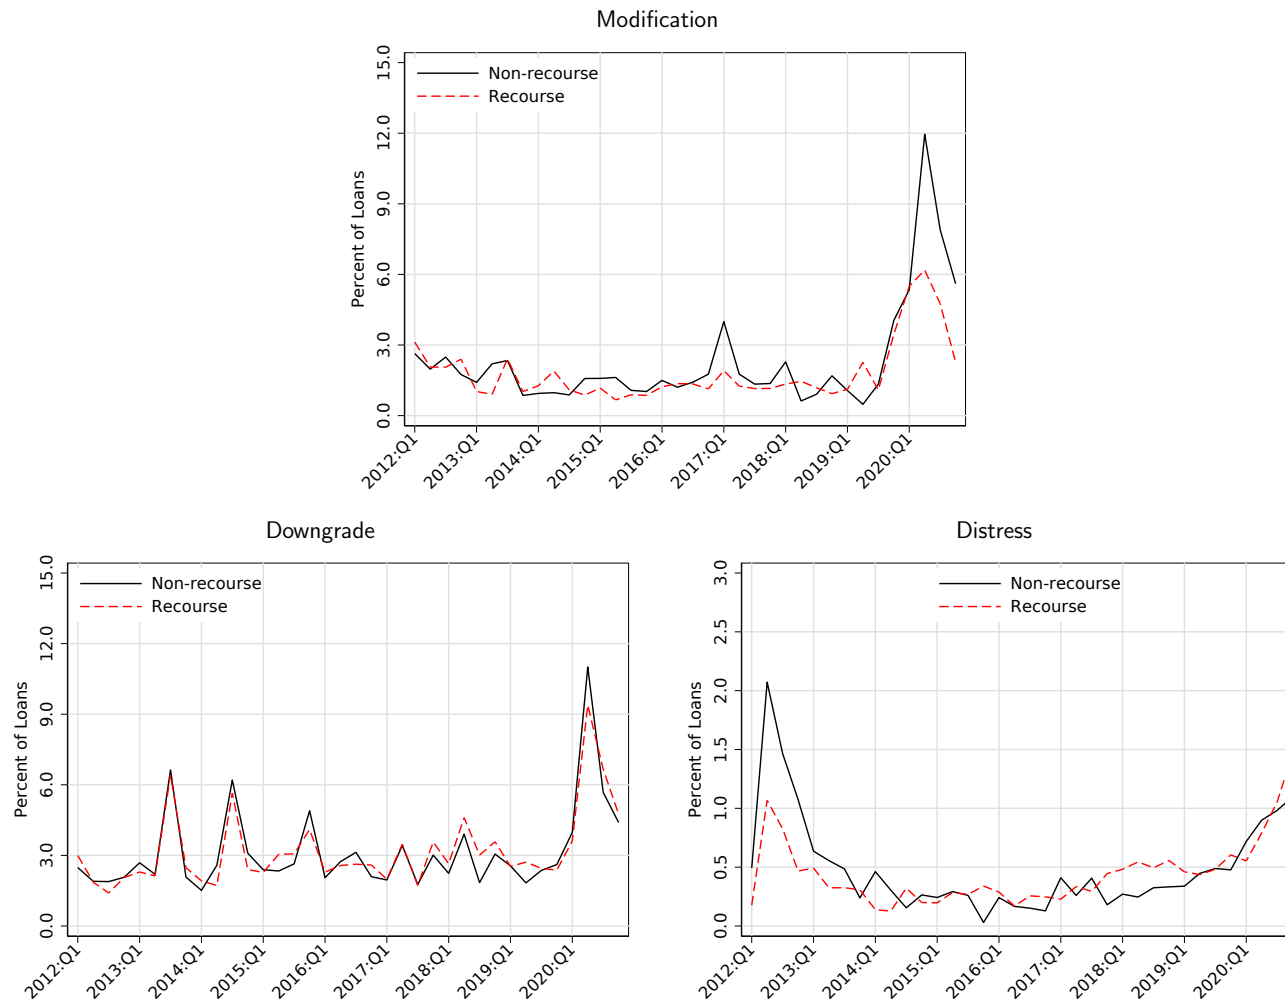 Modification
Percent of Loans
15.0
12.0
9.0
6.0
3.0
0.0
Non-recourse
Recourse
2012:Q1
2013:Q1
2014:Q1
2015:Q1
2016:Q1
2017:Q1
2018:Q1
2019:Q1
2020:Q1
Downgrade
Percent of Loans
15.0
12.0
9.0
6.0
3.0
0.0
Non-recourse
Recourse
2012:Q1
2013:Q1
2014:Q1
2015:Q1
2016:Q1
2017:Q1
2018:Q1
2019:Q1
2020:Q1
Distress
Percent of Loans
3.0
2.5
2.0
1.5
1.0
0.5
0.0
Non-recourse
Recourse
2012:Q1
2013:Q1
2014:Q1
2015:Q1
2016:Q1
2017:Q1
2018:Q1
2019:Q1
2020:Q1